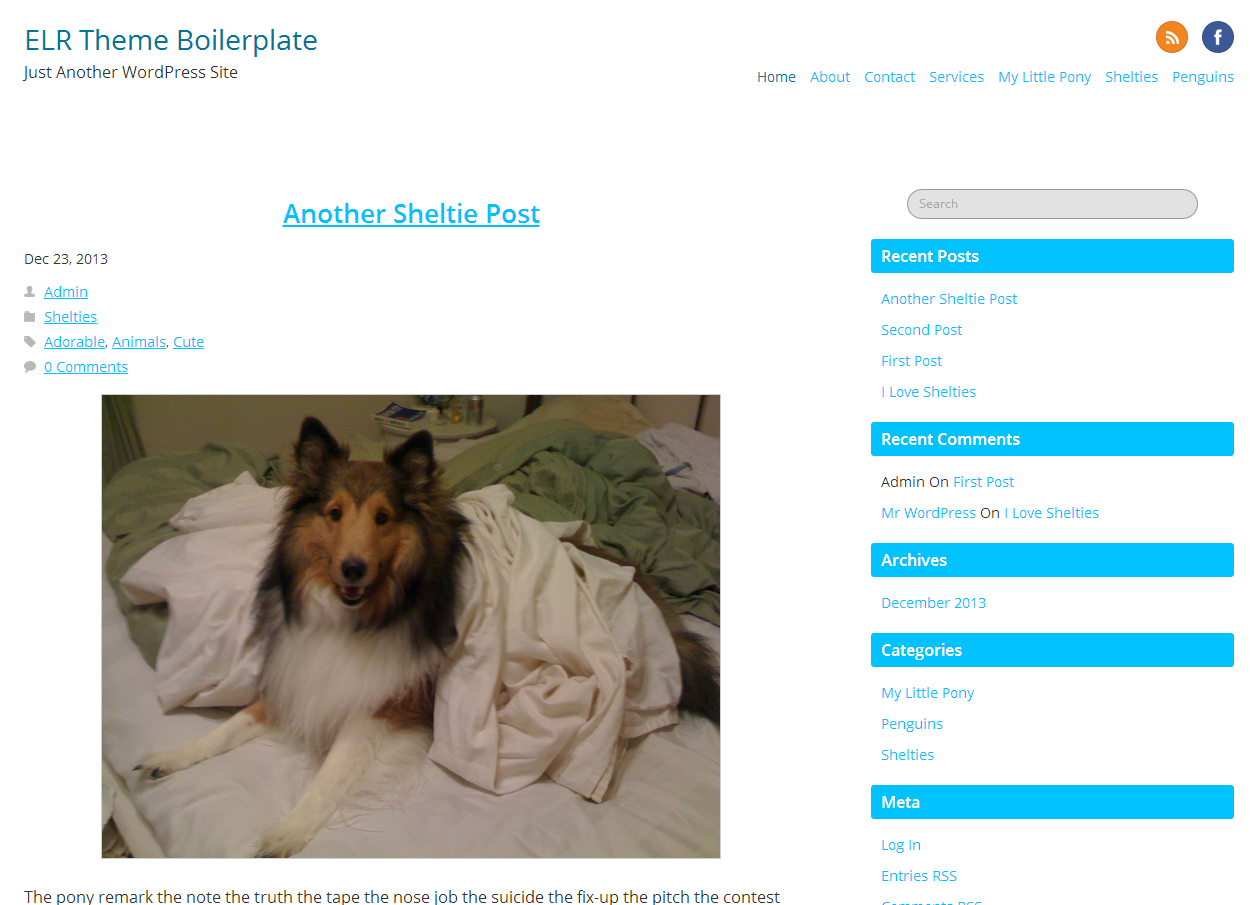 ELR Theme Boilerplate
Just Another WordPress Site
Home About Contact Services My Little Pony Shelties Penguins
Another Sheltie Post
Dec 23, 2013
Admin
Shelties
Adorable, Animals, Cute
0 Comments
The pony remark the note the truth the tape the nose job the suicide the fix-up the pitch the contest
Search
Recent Posts
Another Sheltie Post
Second Post
First Post
I Love Shelties
Recent Comments
Admin On First Post
Mr WordPress On I Love Shelties
Archives
December 2013
Categories
My Little Pony
Penguins
Shelties
Meta
Log In
Entries RSS
Comments RSS